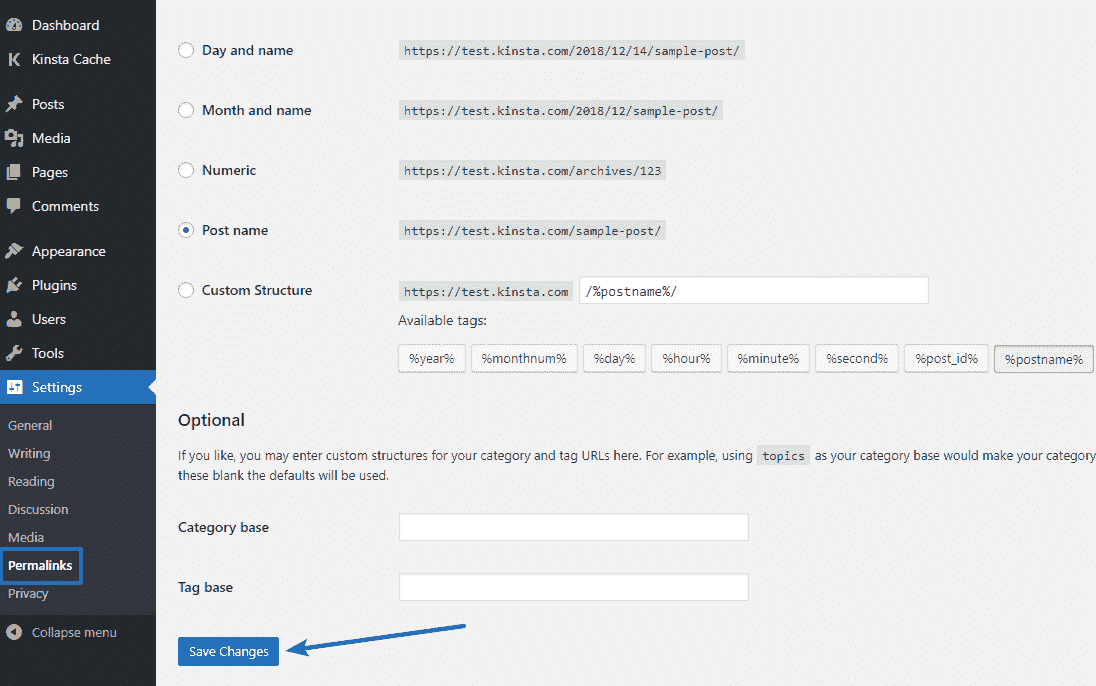 Dashboard
Kinsta Cache
Posts
Media
Pages
Comments
Appearance
Plugins
Users
Tools
Settings
General
Writing
Reading
Discussion
Media
Permalinks
Privacy
Collapse menu
Day and name https://test.kinsta.com/2018/12/14/sample-post/
Month and name https://test.kinsta.com/2018/12/sample-post/
Numeric https://test.kinsta.com/archives/123
Post name https://test.kinsta.com/sample-post/
Custom Structure https://test.kinsta.com /%postname%/
Available tags:
%year% %monthnum% %day% %hour% %minute% %second% %post_id% %postname%
Optional
If you like, you may enter custom structures for your category and tag URLs here. For example, using topics as your category base would make your category
these blank the defaults will be used.
Category base
Tag base
Save Changes